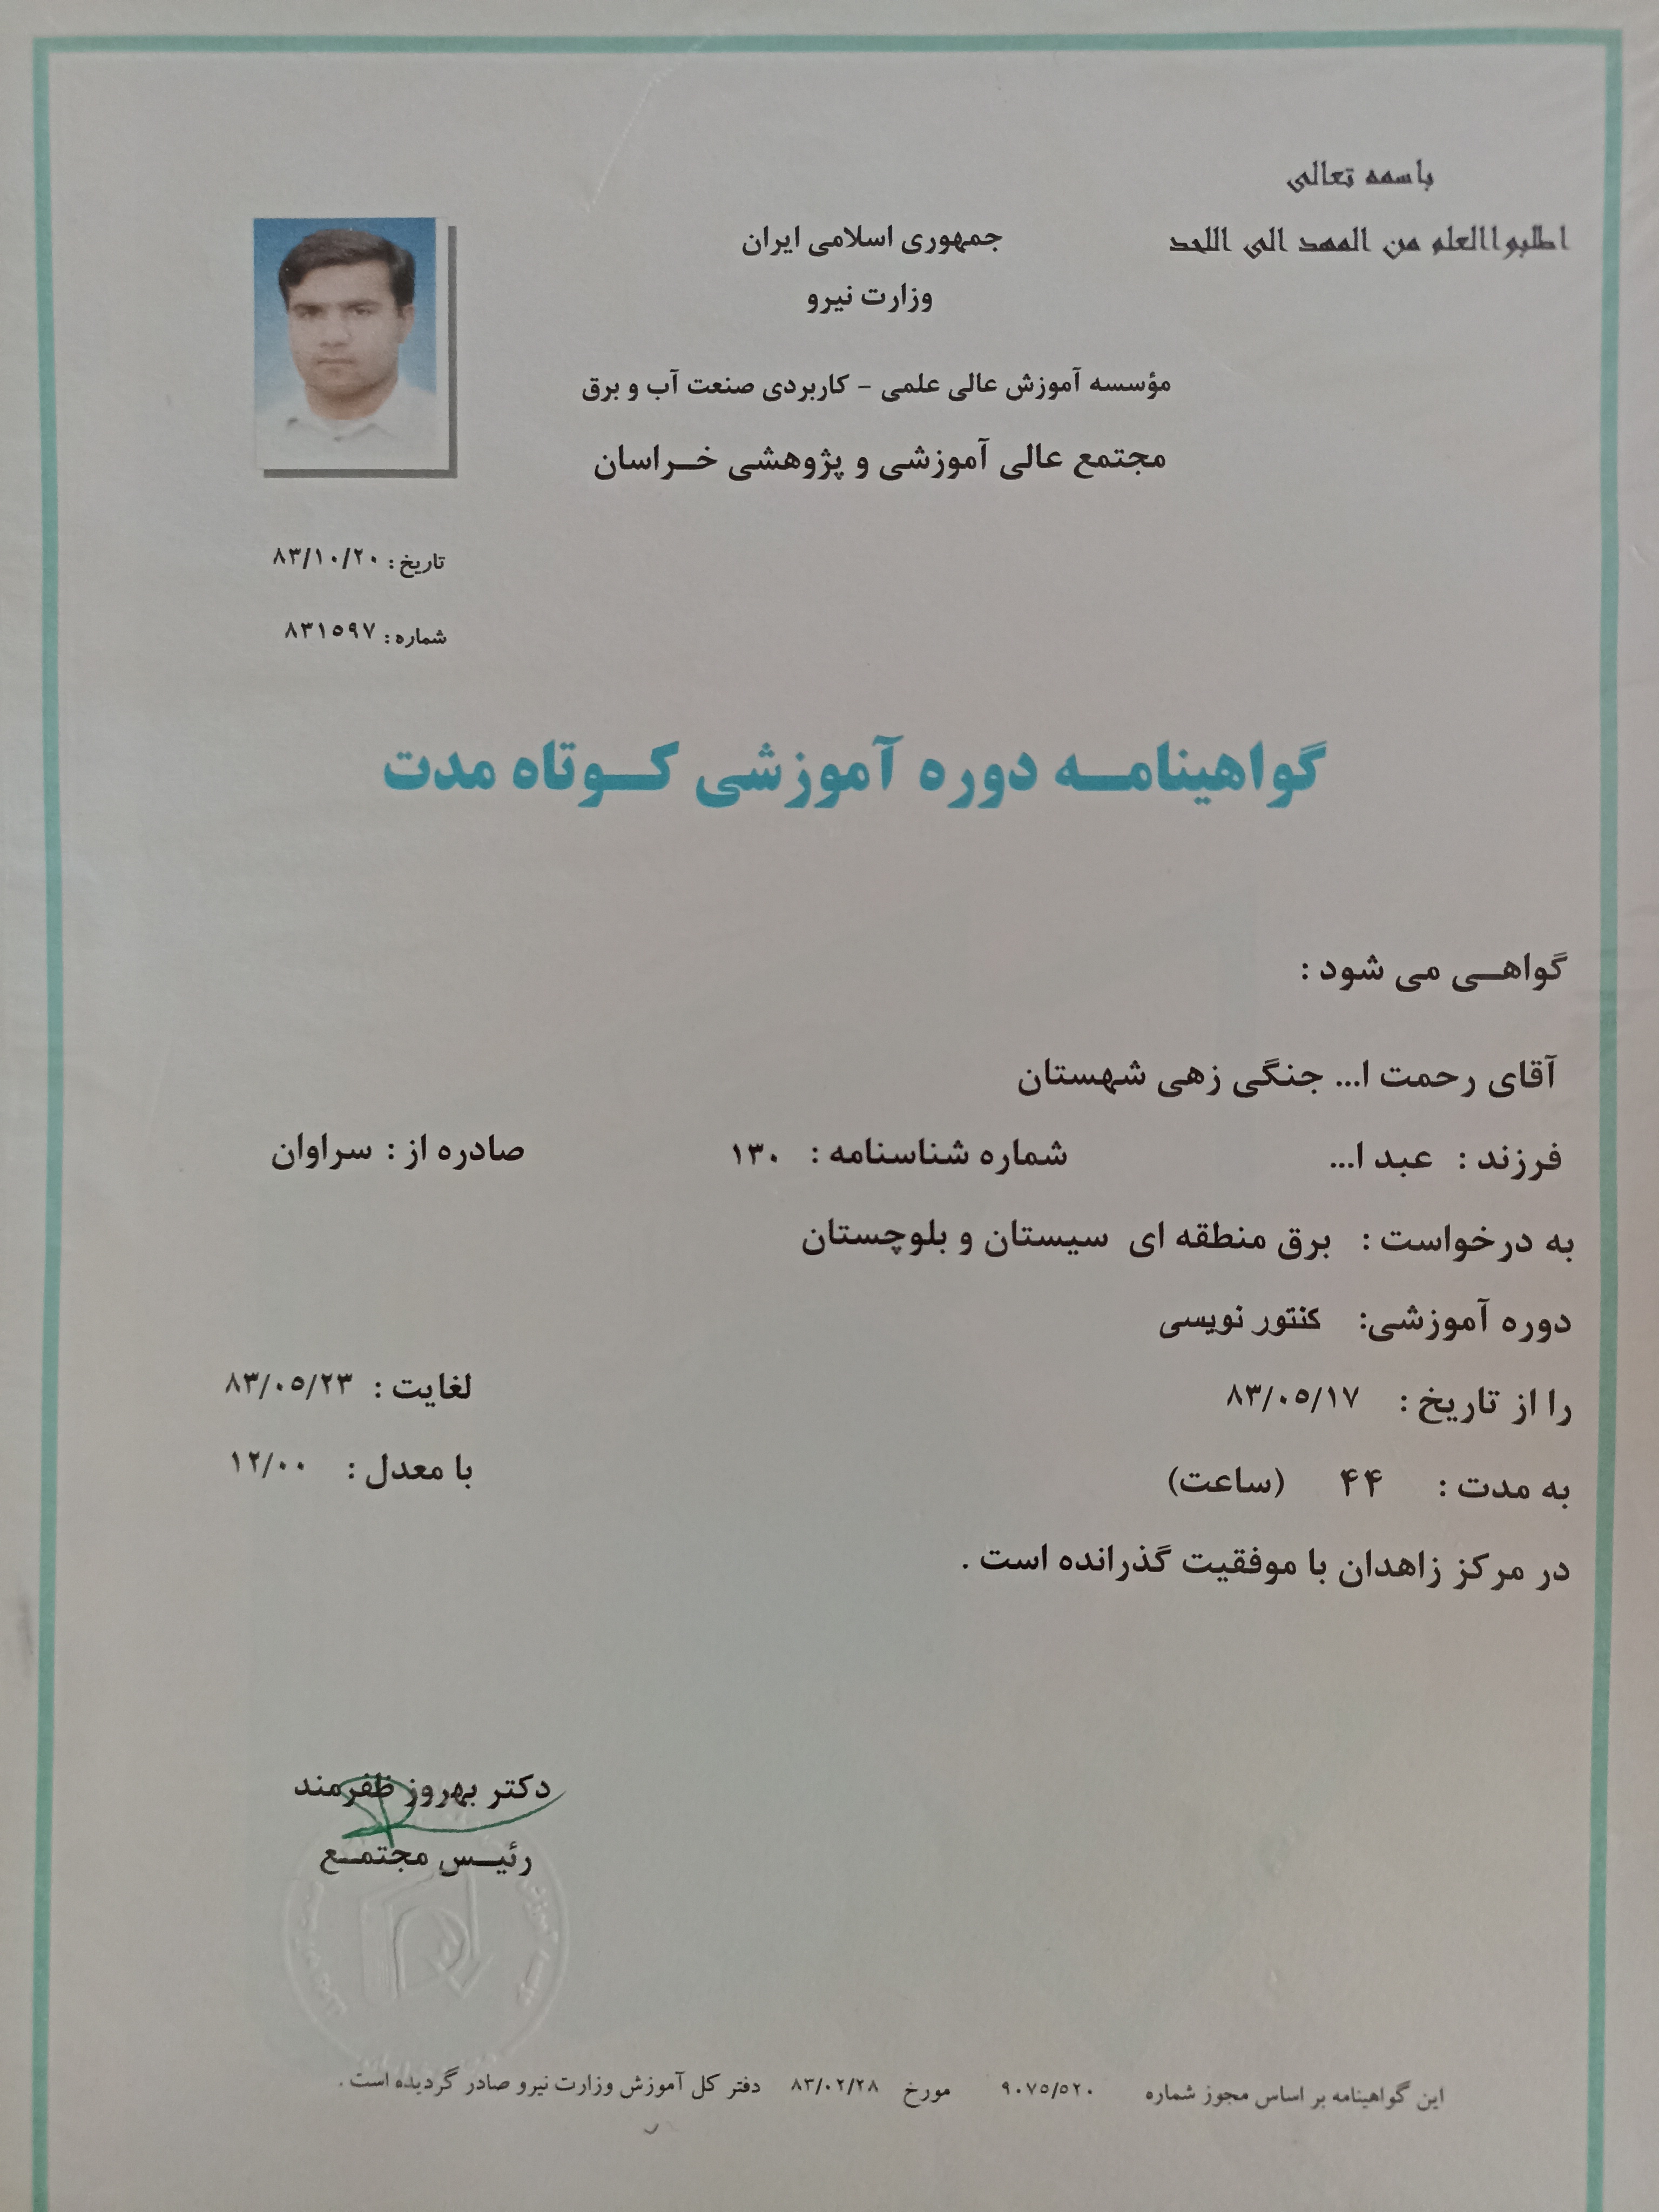 باسمه تعالی
اطلبواالعلم من المهد الی اللحد
جمهوری اسلامی ایران
وزارت نیرو
مؤسسه آموزش عالی علمی - کاربردی صنعت آب و برق
مجتمع عالی آموزشی و پژوهشی خـراسان
تاریخ : ۸۳/۱۰/۲۰
شماره : ۸۳۱۵۹۷
گواهینامـه دوره آموزشی کـوتاه مدت
گواهـی می شود :
آقای رحمت ا... جنگی زهی شهستان
فرزند : عبد ا... شماره شناسنامه : ۱۳۰ صادره از : سراوان
به درخواست : برق منطقه ای سیستان و بلوچستان
دوره آموزشی: کنتور نویسی
را از تاریخ : ۸۳/۰۵/۱۷ لغایت : ۸۳/۰۵/۲۳
به مدت : ۴۴ (ساعت) با معدل : ۱۲/۰۰
در مرکز زاهدان با موفقیت گذرانده است .
دکتر بهروز ظفرمند
رئیـس مجتمـع
این گواهینامه بر اساس مجوز شماره ۹۰۷۵/۵۲۰ مورخ ۸۳/۰۲/۲۸ دفتر کل آموزش وزارت نیرو صادر گردیده است .